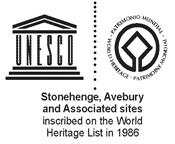 UNESCO
PATRIMONIO MUNDIAL
WORLD HERITAGE
PATRIMOINE MONDIAL
Stonehenge, Avebury
and Associated sites
inscribed on the World
Heritage List in 1986